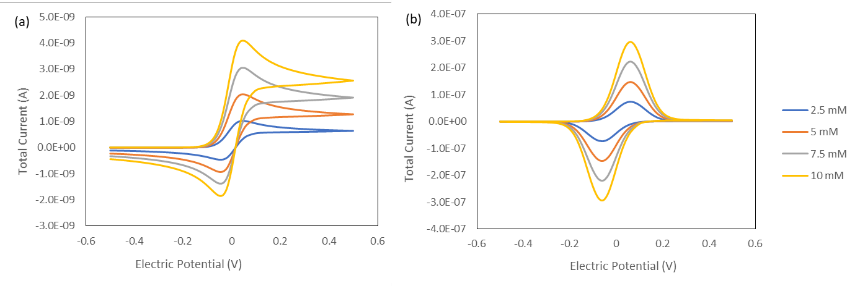 (a)
5.0E-09
4.0E-09
3.0E-09
2.0E-09
1.0E-09
0.0E+00
-1.0E-09
-2.0E-09
-3.0E-09
Total Current (A)
-0.6 -0.4 -0.2 0 0.2 0.4 0.6
Electric Potential (V)
(b)
4.0E-07
3.0E-07
2.0E-07
1.0E-07
0.0E+00
-1.0E-07
-2.0E-07
-3.0E-07
-4.0E-07
Total Current (A)
-0.6 -0.4 -0.2 0 0.2 0.4 0.6
Electric Potential (V)
2.5 mM
5 mM
7.5 mM
10 mM